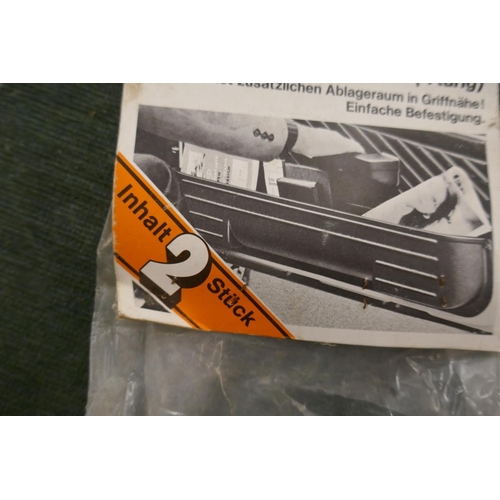 zusätzlichen Ablageraum in Griffnähe!
Einfache Befestigung.
Inhalt
2
Stück